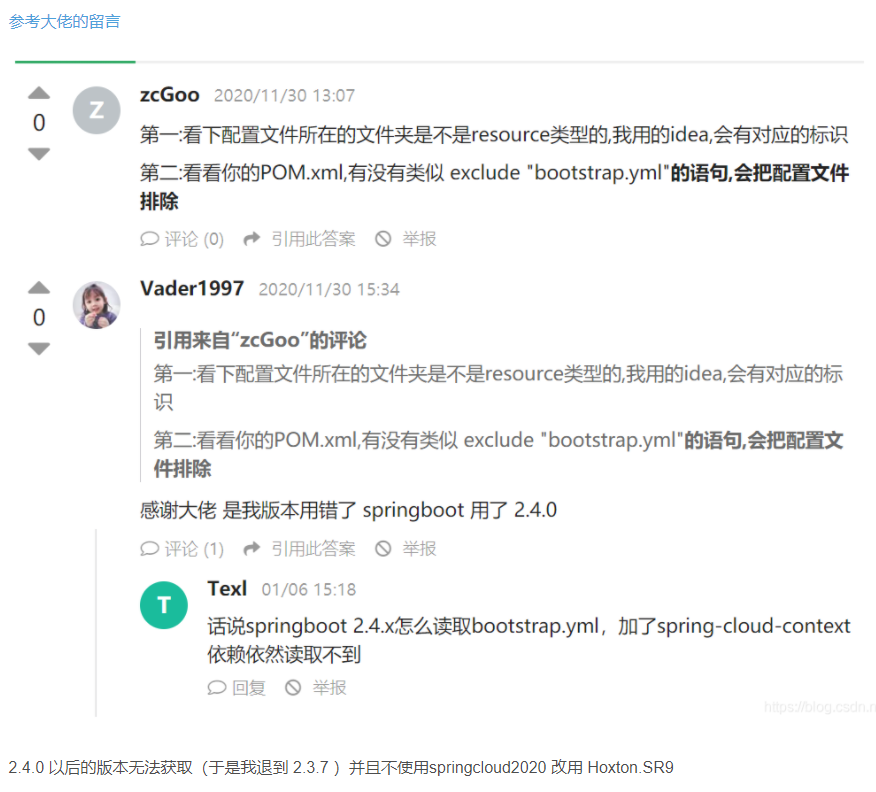 参考大佬的留言
zcGoo 2020/11/30 13:07
0
Z
第一:看下配置文件所在的文件夹是不是resource类型的,我用的idea,会有对应的标识
第二:看看你的POM.xml,有没有类似 exclude "bootstrap.yml"的语句,会把配置文件
排除
评论 (0) 引用此答案 举报
Vader1997 2020/11/30 15:34
0
引用来自“zcGoo”的评论
第一:看下配置文件所在的文件夹是不是resource类型的,我用的idea,会有对应的标
识
第二:看看你的POM.xml,有没有类似 exclude "bootstrap.yml"的语句,会把配置文
件排除
感谢大佬 是我版本用错了 springboot 用了 2.4.0
评论 (1) 引用此答案 举报
Texl 01/06 15:18
T
话说springboot 2.4.x怎么读取bootstrap.yml，加了spring-cloud-context
依赖依然读取不到
回复 举报
https://blog.csdn.n
2.4.0 以后的版本无法获取（于是我退到 2.3.7 ）并且不使用springcloud2020 改用 Hoxton.SR9